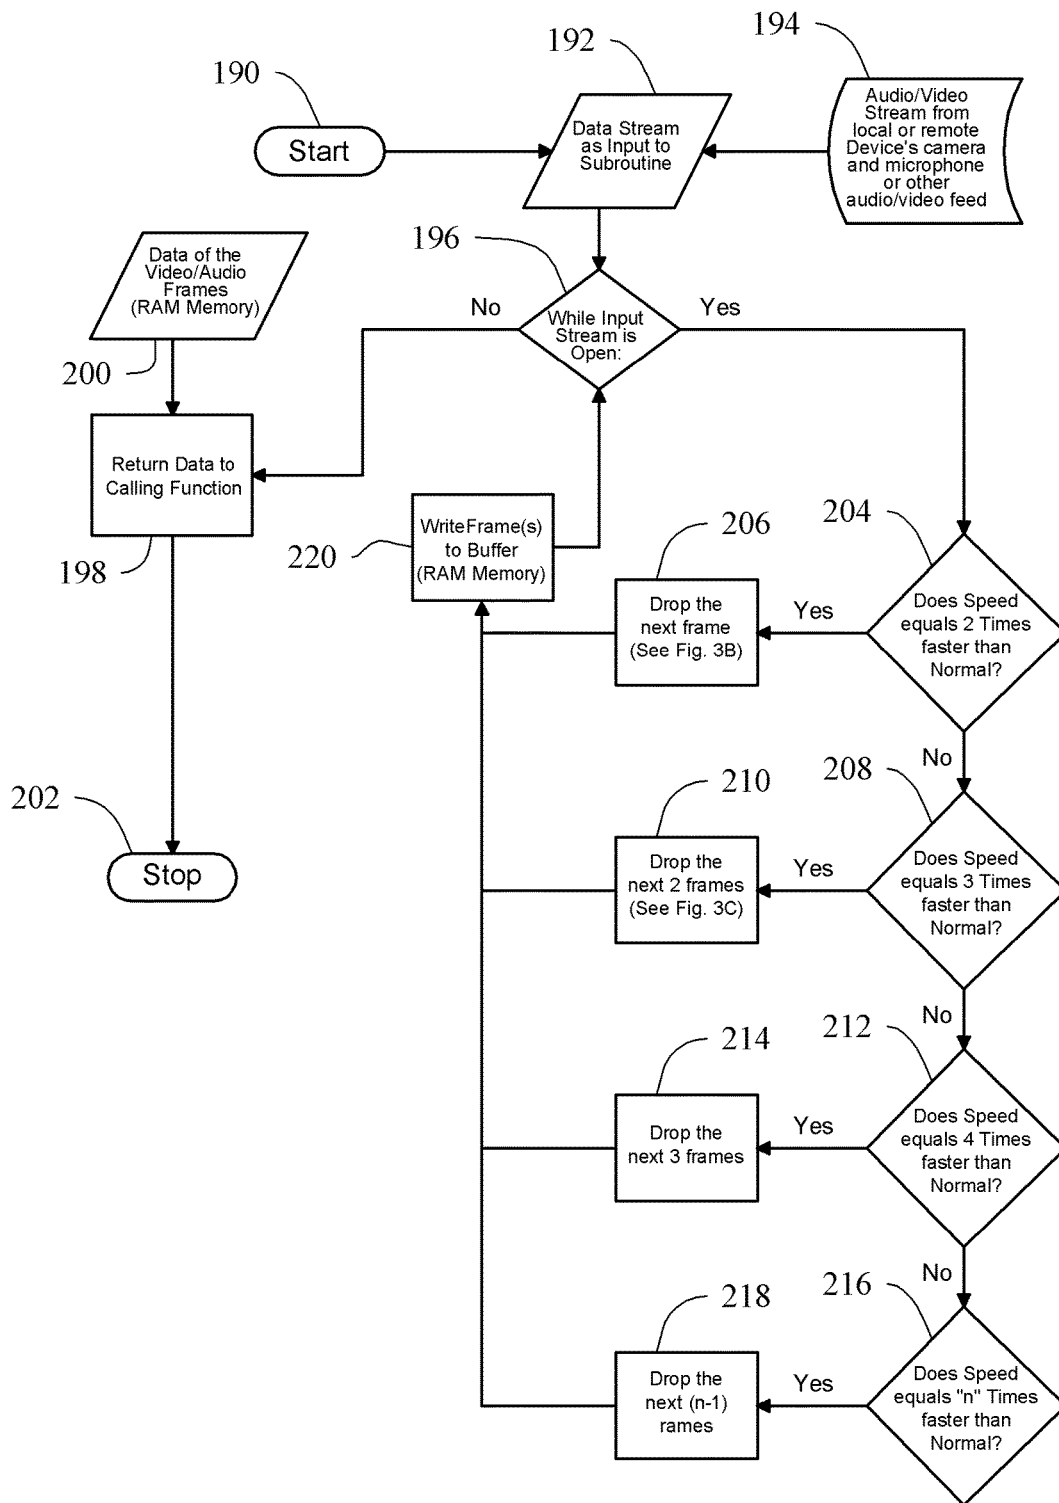 192
194
190
Start
Data Stream
as Input to
Subroutine
Audio/Video
Stream from
local or remote
Device's camera
and microphone
or other
audio/video feed
196
Data of the
Video/Audio
Frames
(RAM Memory)
200
No
While Input
Stream is
Open:
Yes
Return Data to
Calling Function
198
WriteFrame(s)
to Buffer
(RAM Memory)
220
206
204
Drop the
next frame
(See Fig. 3B)
Yes
Does Speed
equals 2 Times
faster than
Normal?
No
202
Stop
210
208
Drop the
next 2 frames
(See Fig. 3C)
Yes
Does Speed
equals 3 Times
faster than
Normal?
No
214
212
Drop the
next 3 frames
Yes
Does Speed
equals 4 Times
faster than
Normal?
No
218
216
Drop the
next (n-1)
rames
Yes
Does Speed
equals "n" Times
faster than
Normal?